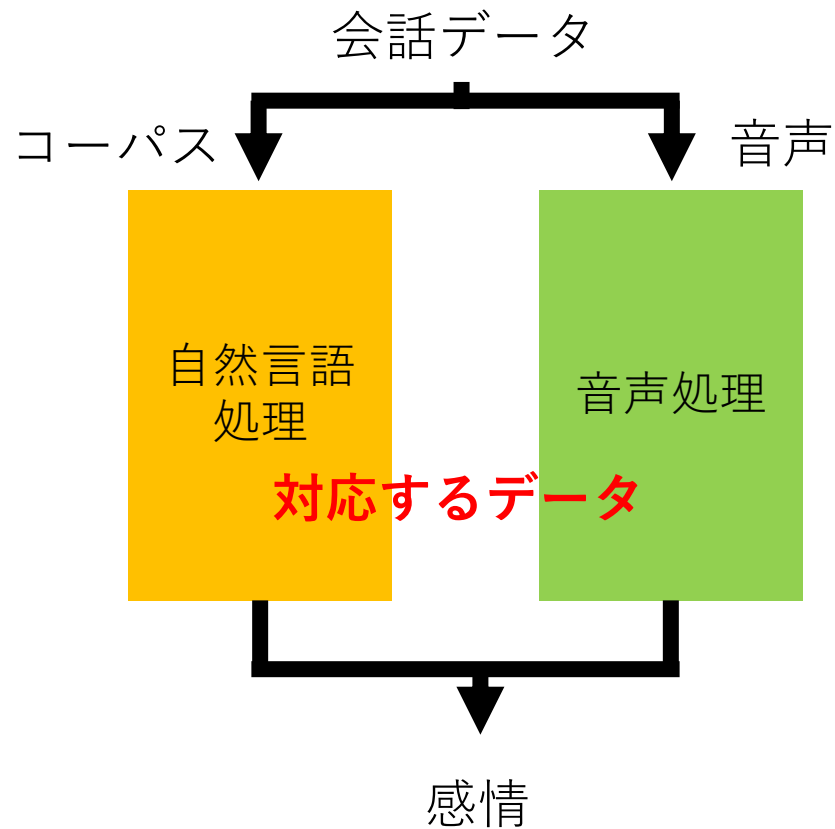 会話データ
コーパス
音声
自然言語
処理
音声処理
対応するデータ
感情